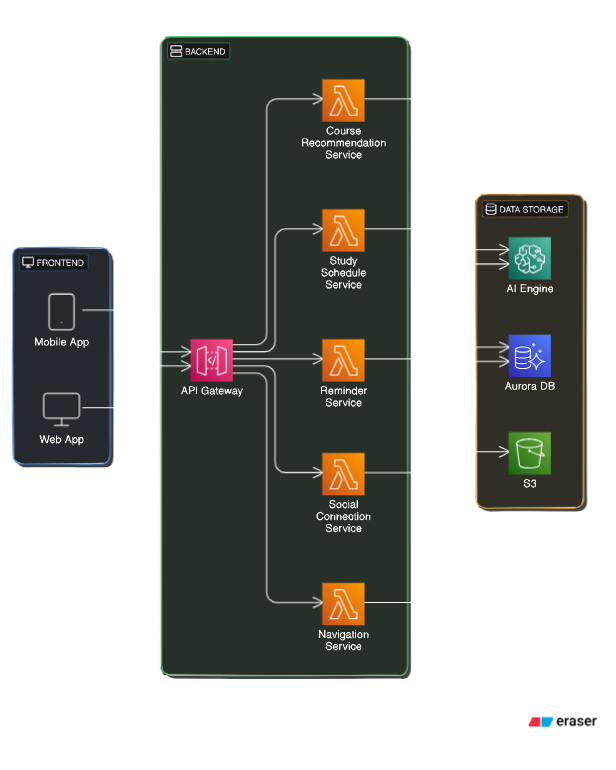 BACKEND
Course
Recommendation
Service
Study
Schedule
Service
DATA STORAGE
AI Engine
FRONTEND
Mobile App
API Gateway
Reminder
Service
Aurora DB
Web App
Social
Connection
Service
S3
Navigation
Service
eraser